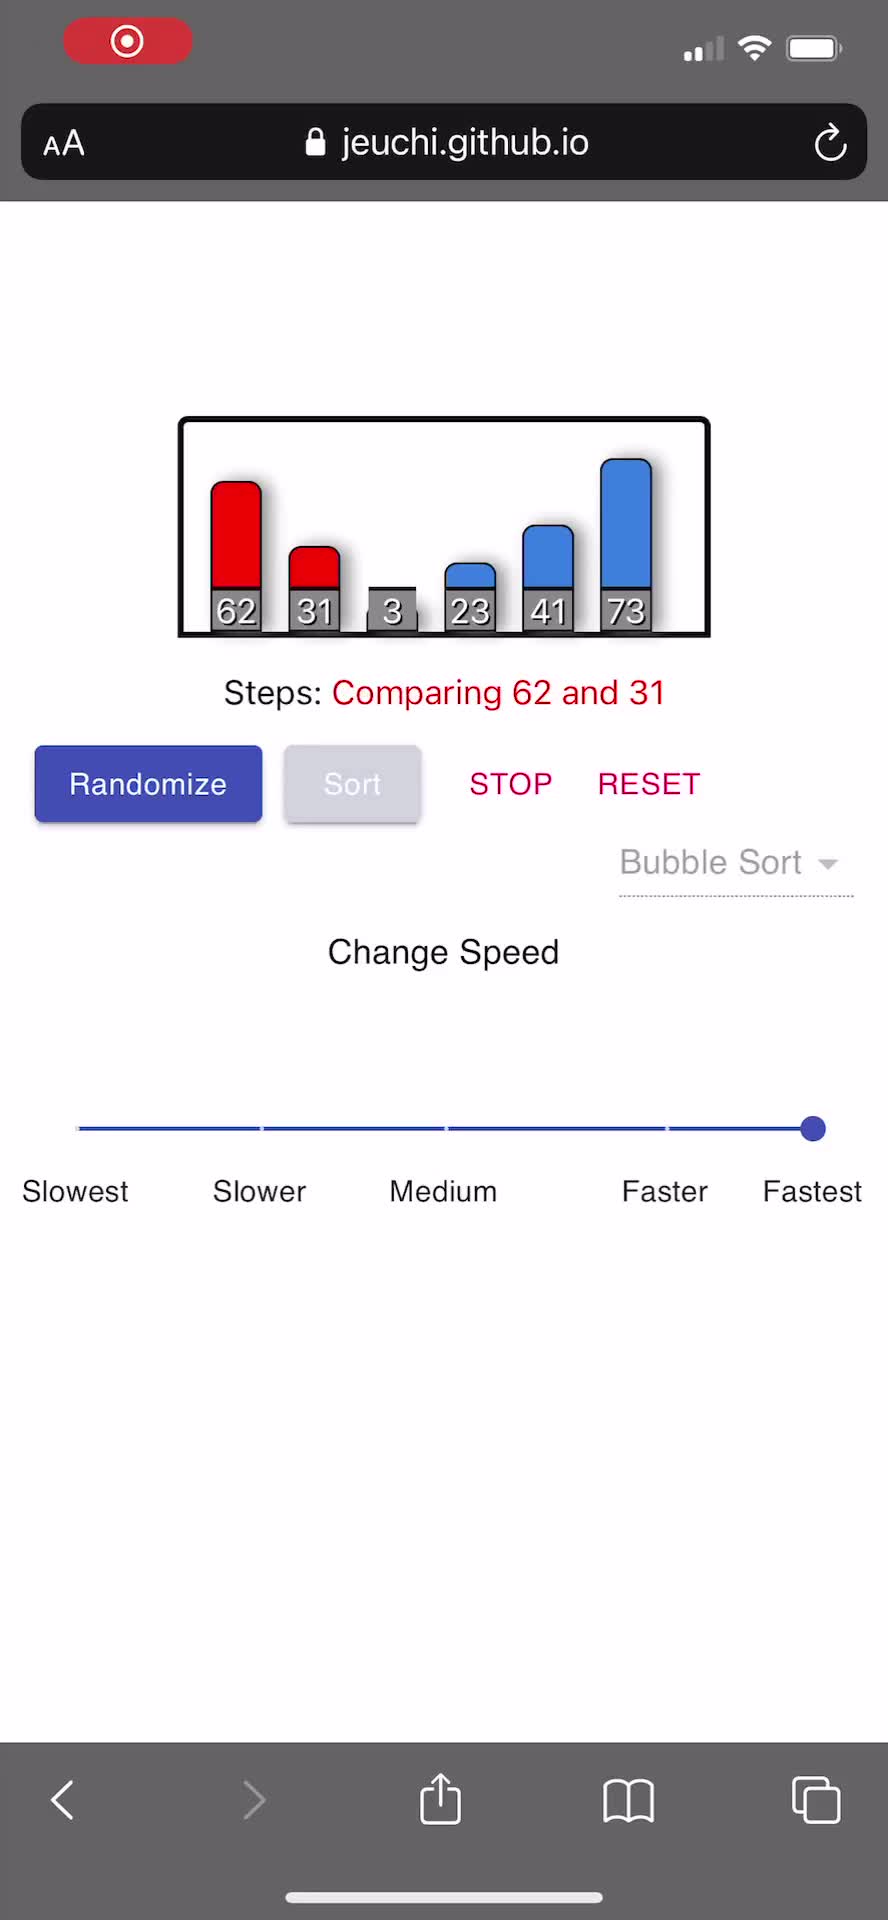 AA jeuchi.github.io
62 31 3 23 41 73
Steps: Comparing 62 and 31
Randomize Sort STOP RESET
Bubble Sort
Change Speed
Slowest Slower Medium Faster Fastest